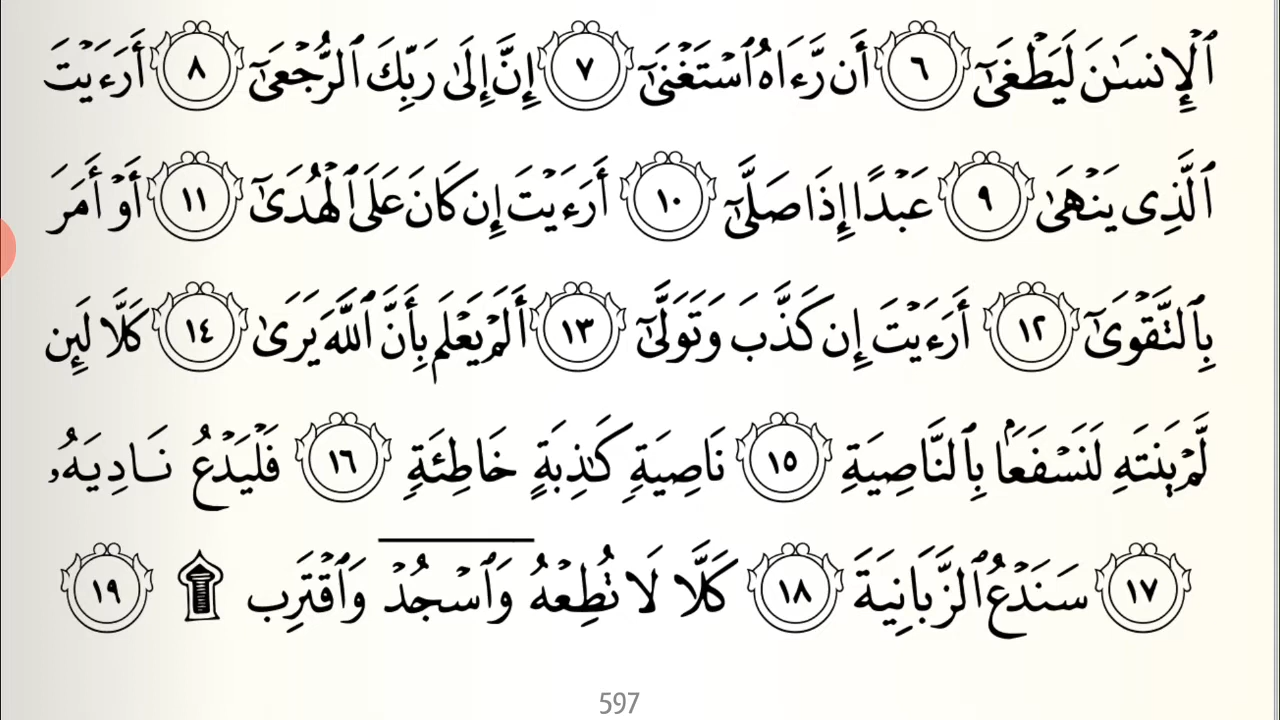 ٱلۡإِنسَٰنَ لَيَطۡغَىٰٓ ٦ أَن رَّءَاهُ ٱسۡتَغۡنَىٰٓ ٧ إِنَّ إِلَىٰ رَبِّكَ ٱلرُّجۡعَىٰٓ ٨ أَرَءَيۡتَ
ٱلَّذِي يَنۡهَىٰ ٩ عَبۡدًا إِذَا صَلَّىٰٓ ١٠ أَرَءَيۡتَ إِن كَانَ عَلَى ٱلۡهُدَىٰٓ ١١ أَوۡ أَمَرَ
بِٱلتَّقۡوَىٰٓ ١٢ أَرَءَيۡتَ إِن كَذَّبَ وَتَوَلَّىٰٓ ١٣ أَلَمۡ يَعۡلَم بِأَنَّ ٱللَّهَ يَرَىٰ ١٤ كَلَّا لَئِن
لَّمۡ يَنتَهِ لَنَسۡفَعَۢا بِٱلنَّاصِيَةِ ١٥ نَاصِيَةٖ كَٰذِبَةٍ خَاطِئَةٖ ١٦ فَلۡيَدۡعُ نَادِيَهُۥ
١٧ سَنَدۡعُ ٱلزَّبَانِيَةَ ١٨ كَلَّا لَا تُطِعۡهُ وَٱسۡجُدۡۤ وَٱقۡتَرِب ۩ ١٩
597